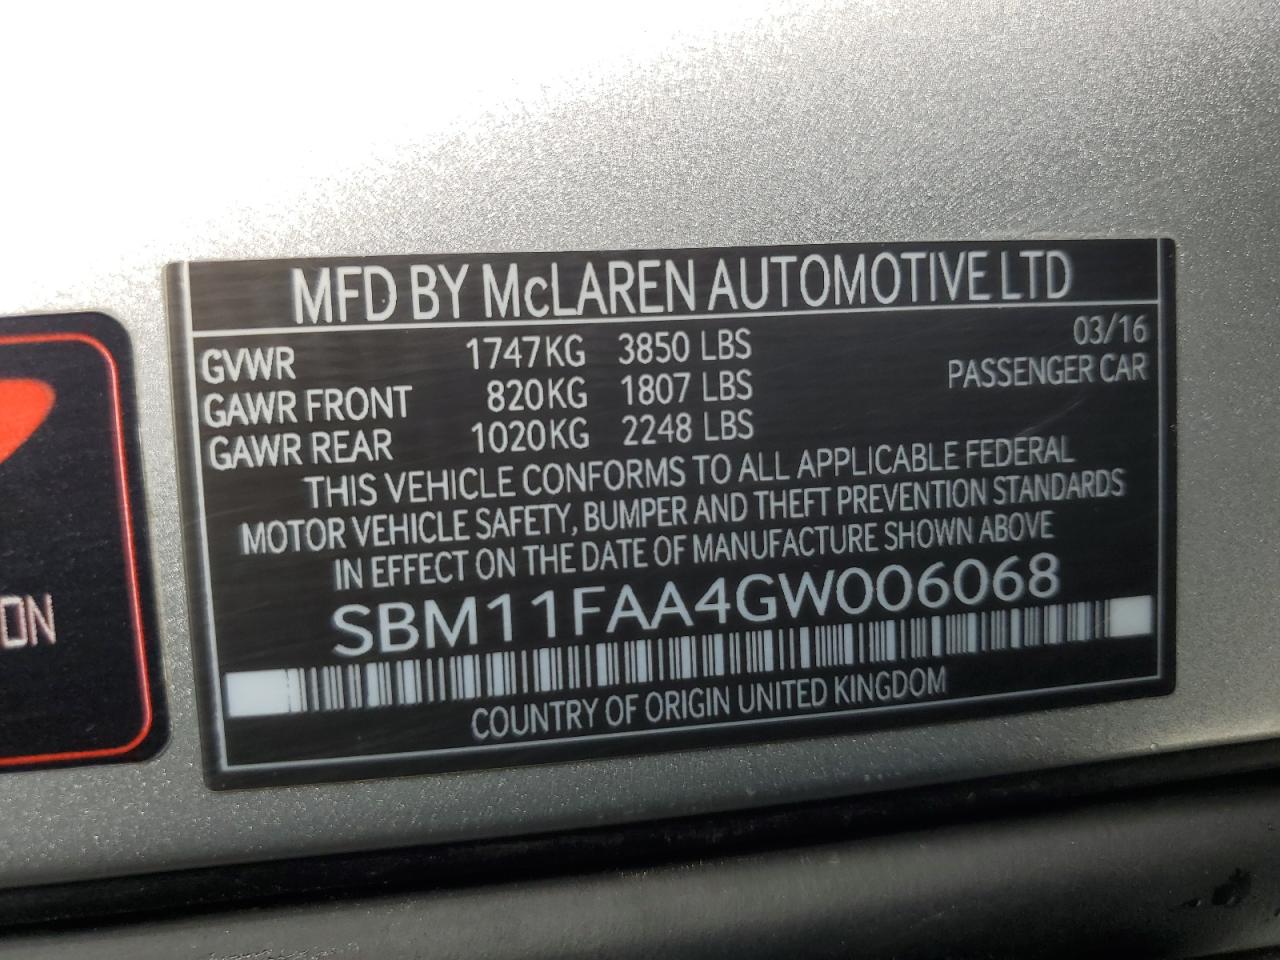 MFD BY McLAREN AUTOMOTIVE LTD
GVWR 1747KG 3850 LBS 03/16
GAWR FRONT 820KG 1807 LBS PASSENGER CAR
GAWR REAR 1020KG 2248 LBS
THIS VEHICLE CONFORMS TO ALL APPLICABLE FEDERAL
MOTOR VEHICLE SAFETY, BUMPER AND THEFT PREVENTION STANDARDS
IN EFFECT ON THE DATE OF MANUFACTURE SHOWN ABOVE
SBM11FAA4GW006068
COUNTRY OF ORIGIN UNITED KINGDOM